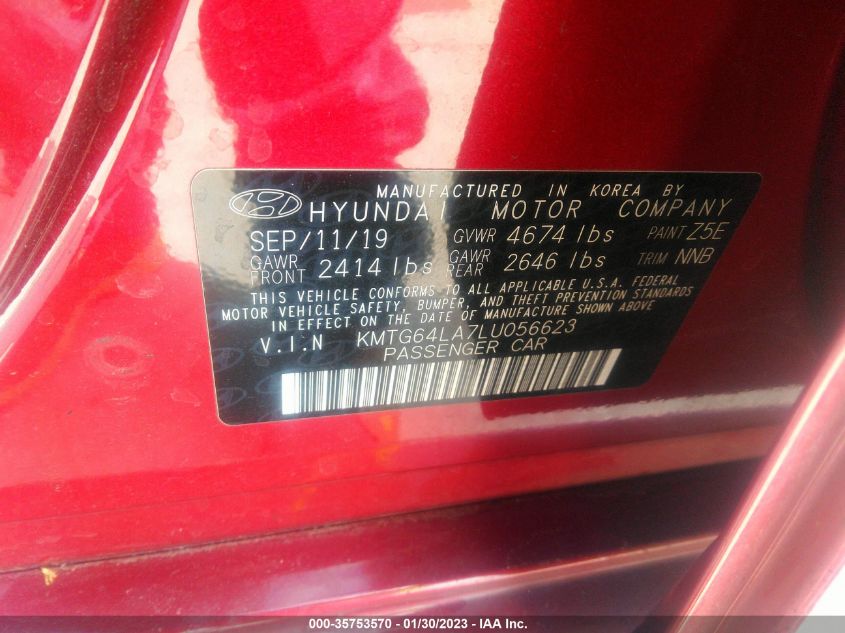 MANUFACTURED IN KOREA BY
HYUNDAI MOTOR COMPANY
SEP/11/19 GVWR 4674 lbs PAINT Z5E
GAWR FRONT 2414 lbs GAWR REAR 2646 lbs TRIM NNB
THIS VEHICLE CONFORMS TO ALL APPLICABLE U.S.A. FEDERAL
MOTOR VEHICLE SAFETY, BUMPER, AND THEFT PREVENTION STANDARDS
IN EFFECT ON THE DATE OF MANUFACTURE SHOWN ABOVE
V.I.N KMTG64LA7LU056623
PASSENGER CAR
000-35753570 — 01/30/2023 — IAA Inc.